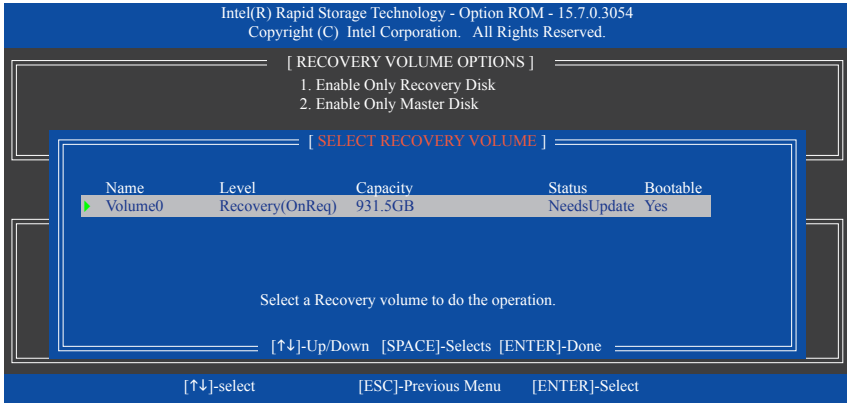 Intel(R) Rapid Storage Technology - Option ROM - 15.7.0.3054
Copyright (C) Intel Corporation. All Rights Reserved.
[ RECOVERY VOLUME OPTIONS ]
1. Enable Only Recovery Disk
2. Enable Only Master Disk
[ SELECT RECOVERY VOLUME ]
Name Level Capacity Status Bootable
Volume0 Recovery(OnReq) 931.5GB NeedsUpdate Yes
Select a Recovery volume to do the operation.
[↑↓]-Up/Down [SPACE]-Selects [ENTER]-Done
[↑↓]-select [ESC]-Previous Menu [ENTER]-Select